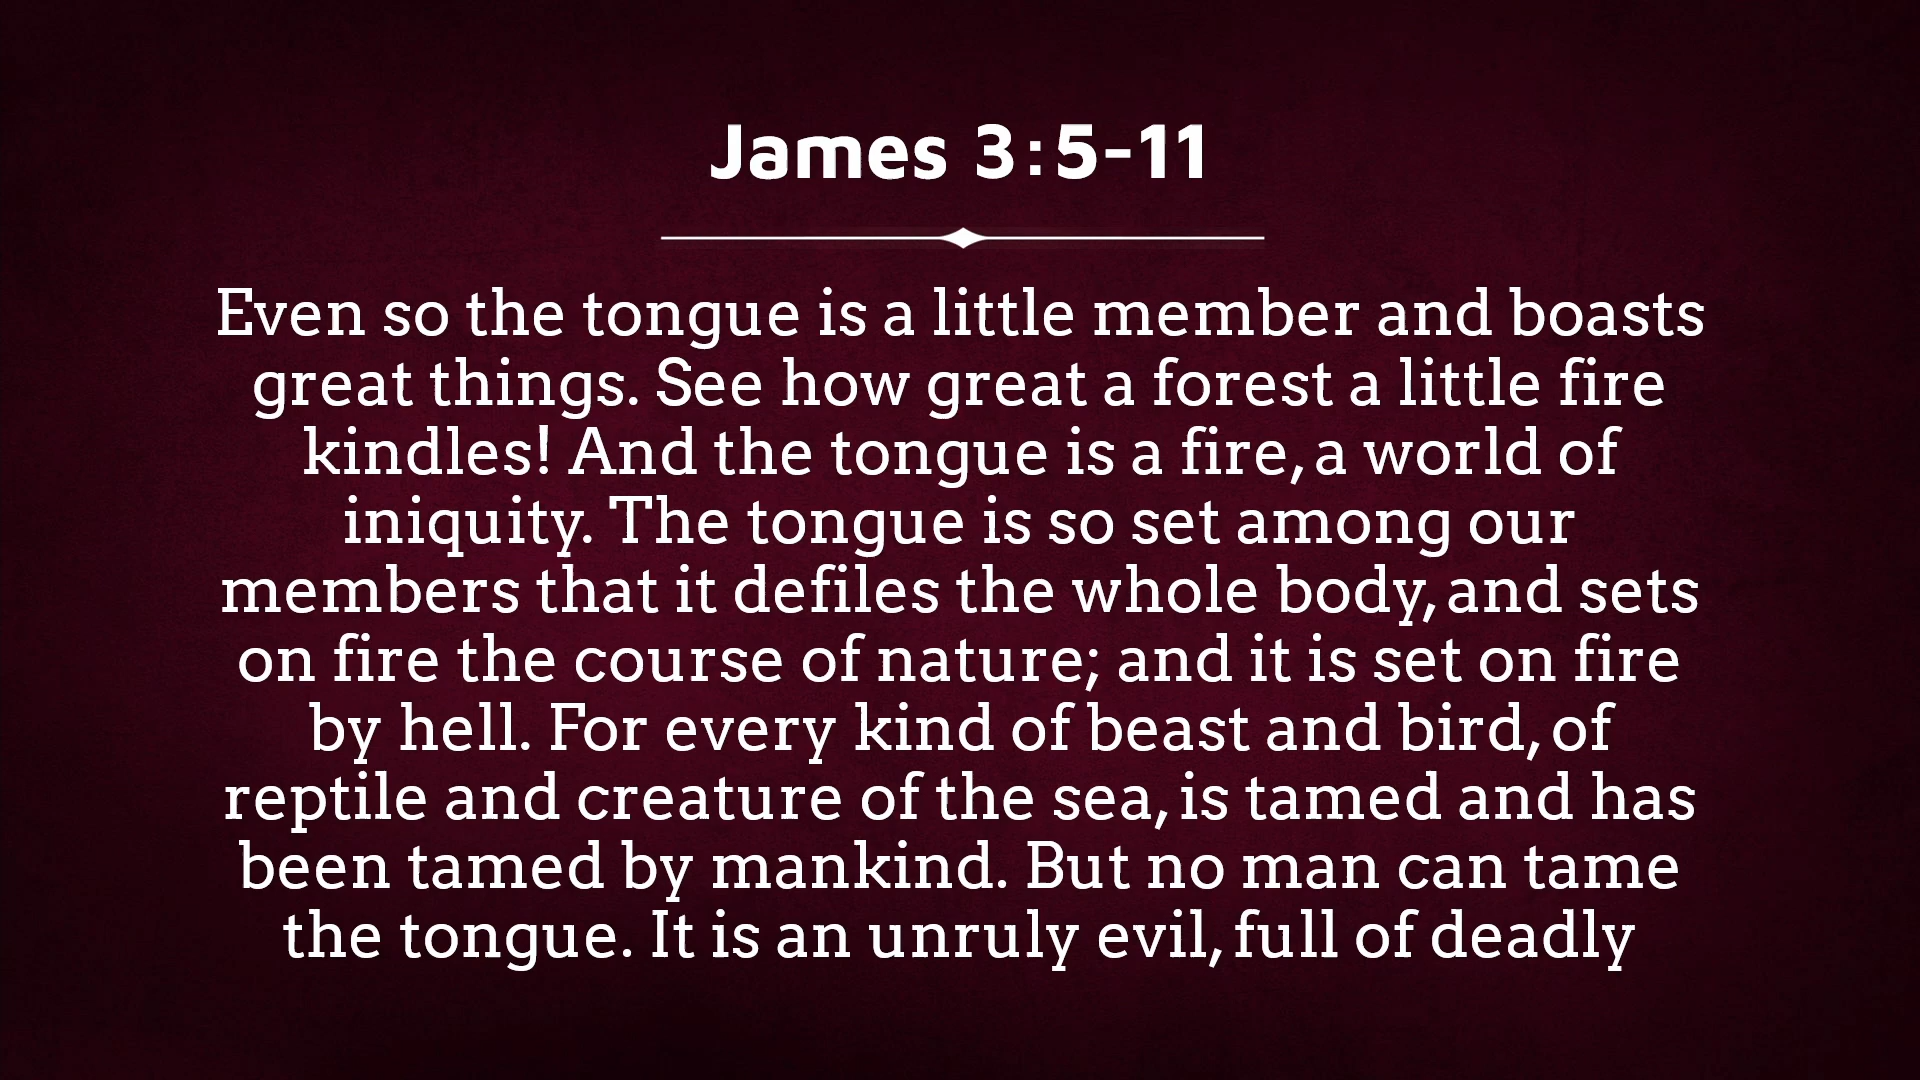 James 3:5-11
Even so the tongue is a little member and boasts
great things. See how great a forest a little fire
kindles! And the tongue is a fire, a world of
iniquity. The tongue is so set among our
members that it defiles the whole body, and sets
on fire the course of nature; and it is set on fire
by hell. For every kind of beast and bird, of
reptile and creature of the sea, is tamed and has
been tamed by mankind. But no man can tame
the tongue. It is an unruly evil, full of deadly